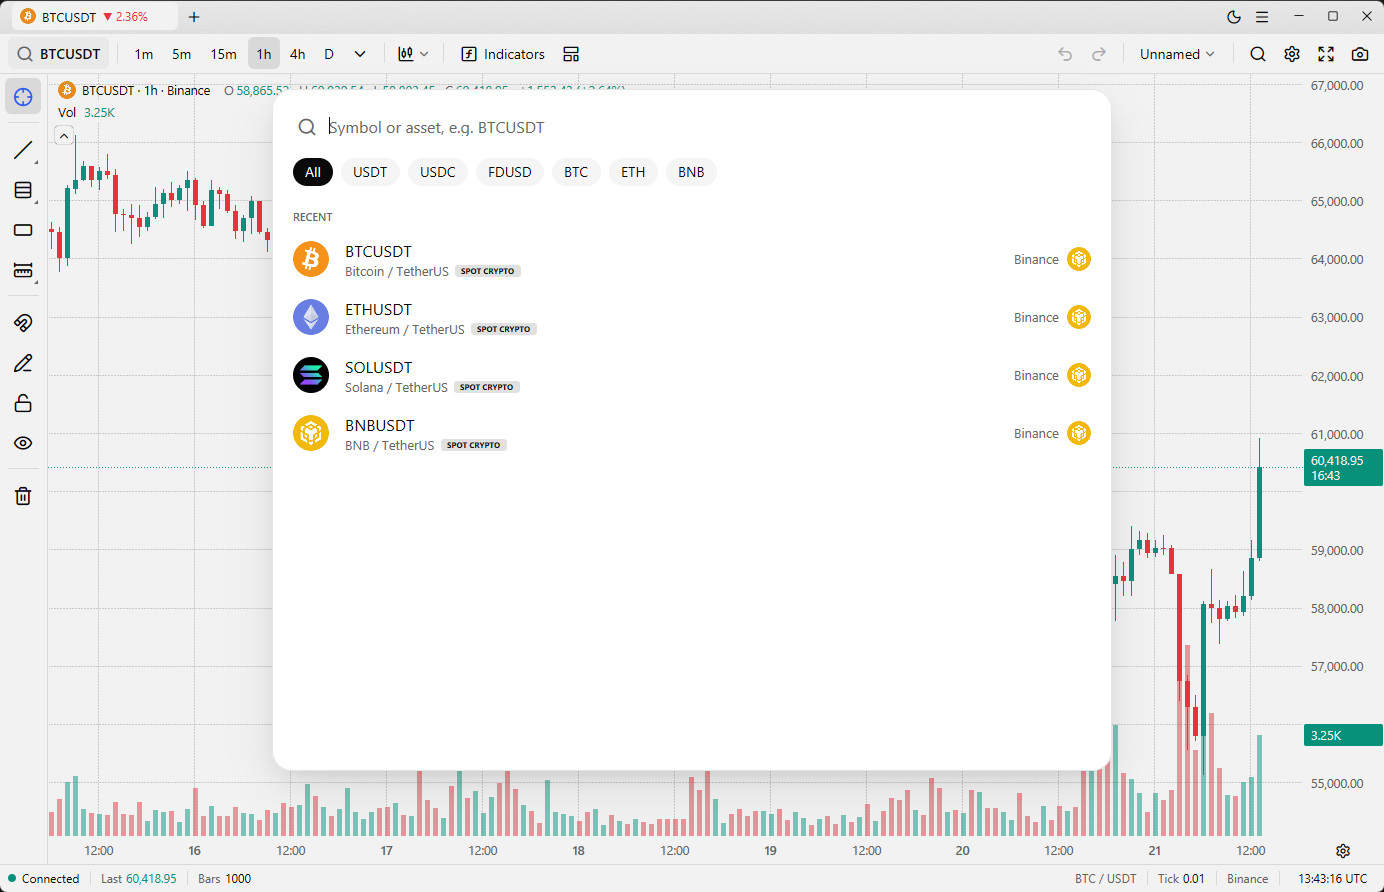 BTCUSDT ▼ 2.36%
BTCUSDT 1m 5m 15m 1h 4h D Indicators Unnamed
BTCUSDT · 1h · Binance O 58,865.52
Vol 3.25K
Symbol or asset, e.g. BTCUSDT
All USDT USDC FDUSD BTC ETH BNB
RECENT
BTCUSDT
Bitcoin / TetherUS SPOT CRYPTO
Binance
ETHUSDT
Ethereum / TetherUS SPOT CRYPTO
Binance
SOLUSDT
Solana / TetherUS SPOT CRYPTO
Binance
BNBUSDT
BNB / TetherUS SPOT CRYPTO
Binance
67,000.00
66,000.00
65,000.00
64,000.00
63,000.00
62,000.00
61,000.00
60,418.95
16:43
59,000.00
58,000.00
57,000.00
3.25K
55,000.00
12:00 16 12:00 17 12:00 18 12:00 19 12:00 20 12:00 21 12:00
Connected Last 60,418.95 Bars 1000 BTC / USDT Tick 0.01 Binance 13:43:16 UTC